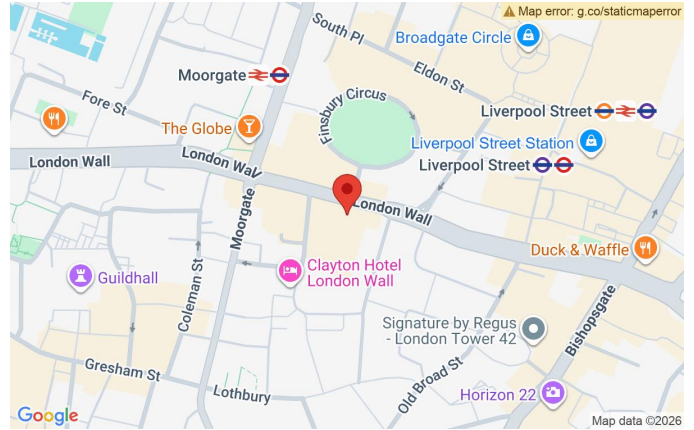 Map error: g.co/staticmaperror
South Pl
Broadgate Circle
Eldon St
Moorgate
Finsbury Circus
Fore St
Liverpool Street
The Globe
Liverpool Street Station
London Wall
London Wall
Liverpool Street
London Wall
Moorgate
Duck & Waffle
Clayton Hotel
London Wall
Guildhall
Coleman St
Bishopsgate
Signature by Regus
- London Tower 42
Gresham St
Old Broad St
Lothbury
Horizon 22
Google
Map data ©2026